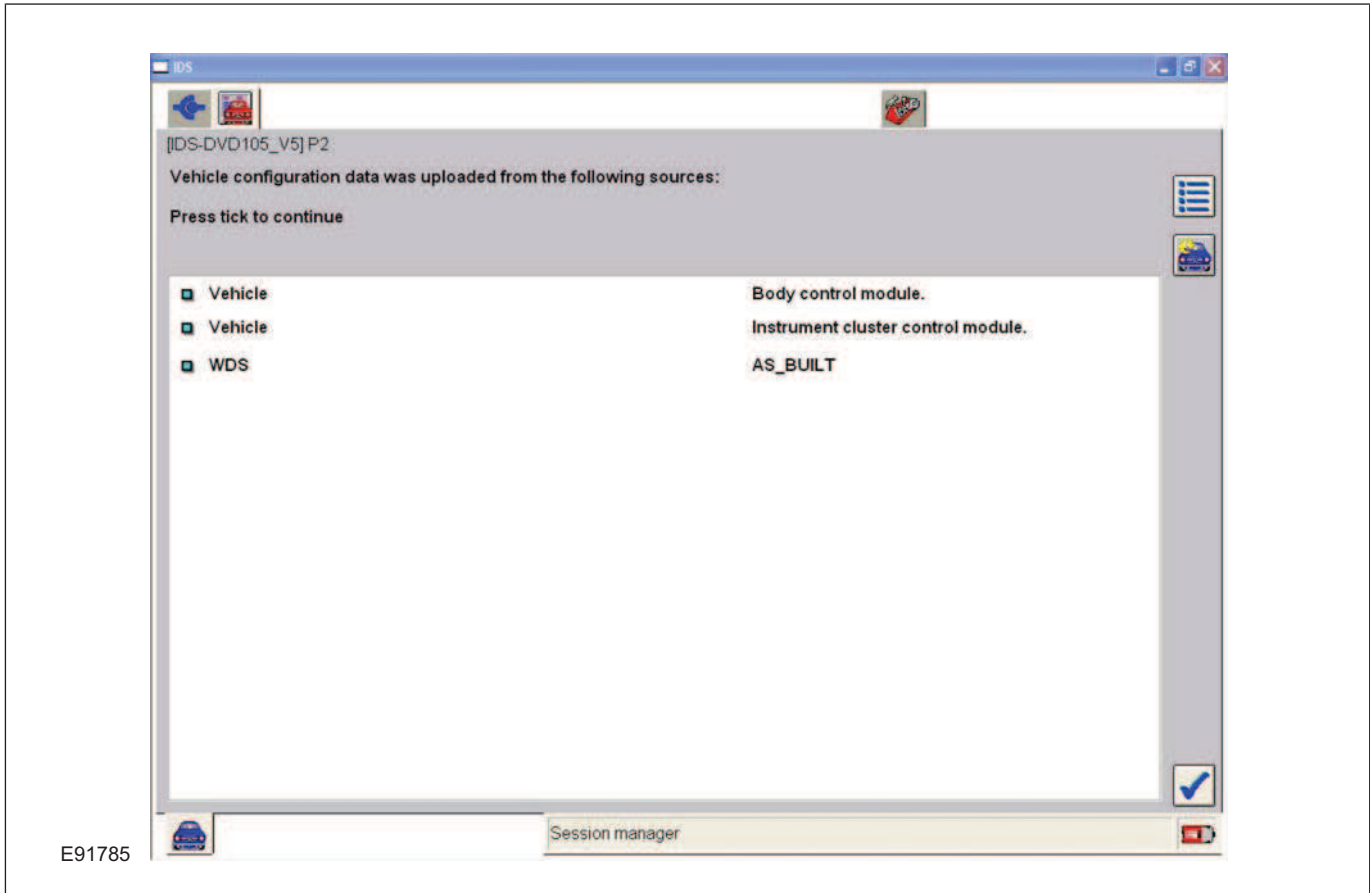 IDS
[IDS-DVD105_V5] P2
Vehicle configuration data was uploaded from the following sources:
Press tick to continue
Vehicle Body control module.
Vehicle Instrument cluster control module.
WDS AS_BUILT
Session manager
E91785